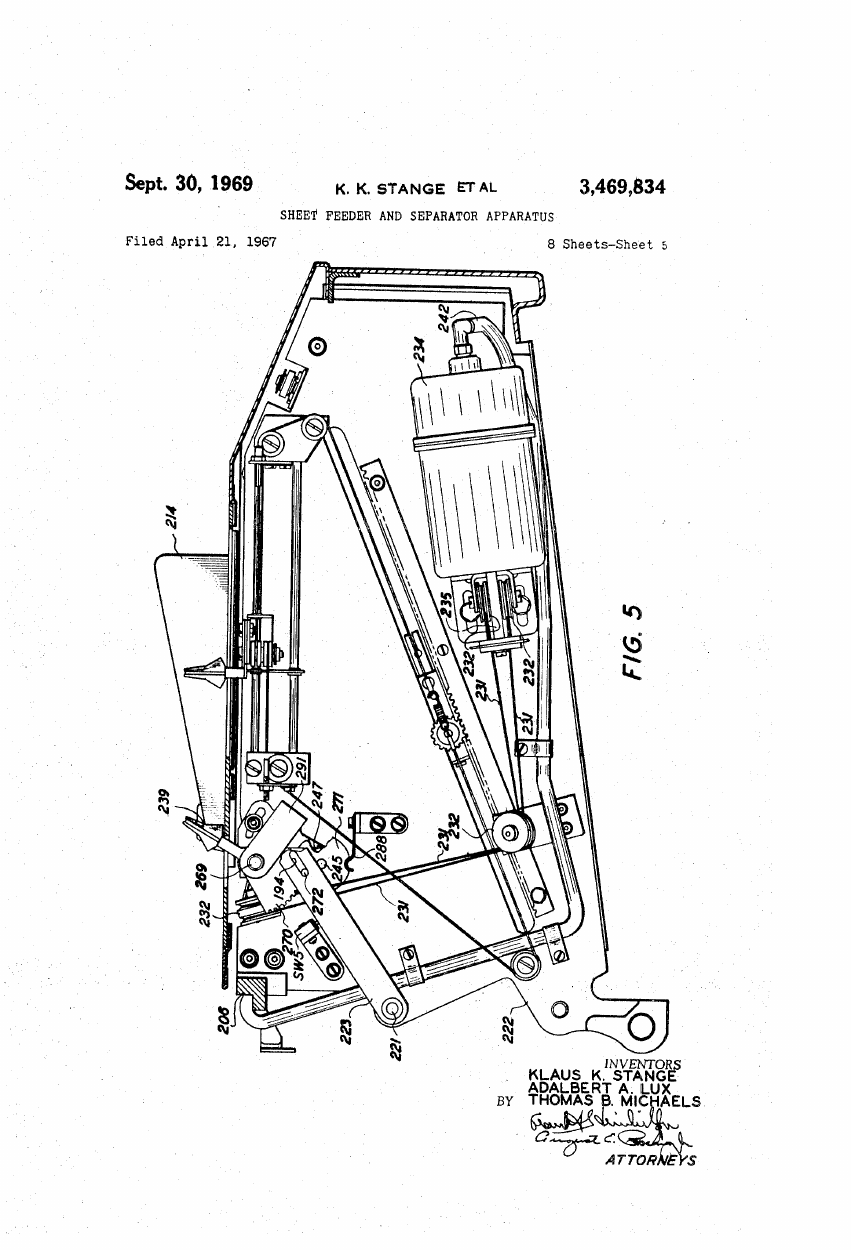 Sept. 30, 1969
K. K. STANGE ET AL
3,469,834
SHEET FEEDER AND SEPARATOR APPARATUS
Filed April 21, 1967
8 Sheets-Sheet 5
242
234
214
235
232
232
231
231
FIG. 5
239
291
247
271
231
232
288
269
245
194
272
232
231
270
SW5
206
223
221
222
INVENTORS
KLAUS K. STANGE
ADALBERT A. LUX
BY THOMAS B. MICHAELS
ATTORNEYS